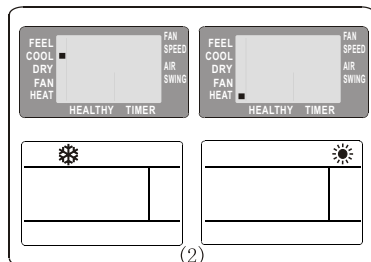 FEEL
COOL
DRY
FAN
HEAT
FAN
SPEED
AIR
SWING
HEALTHY TIMER
FEEL
COOL
DRY
FAN
HEAT
FAN
SPEED
AIR
SWING
HEALTHY TIMER
(2)